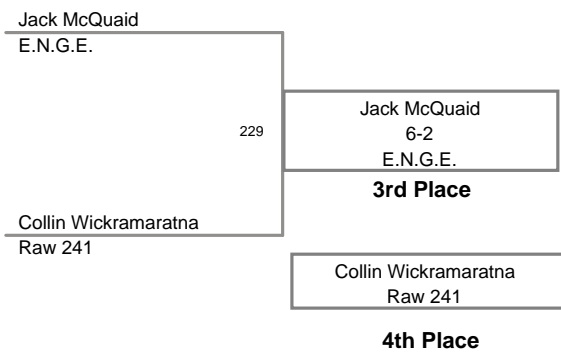 Jack McQuaid
E.N.G.E.
229
Jack McQuaid
6-2
E.N.G.E.
3rd Place
Collin Wickramaratna
Raw 241
Collin Wickramaratna
Raw 241
4th Place